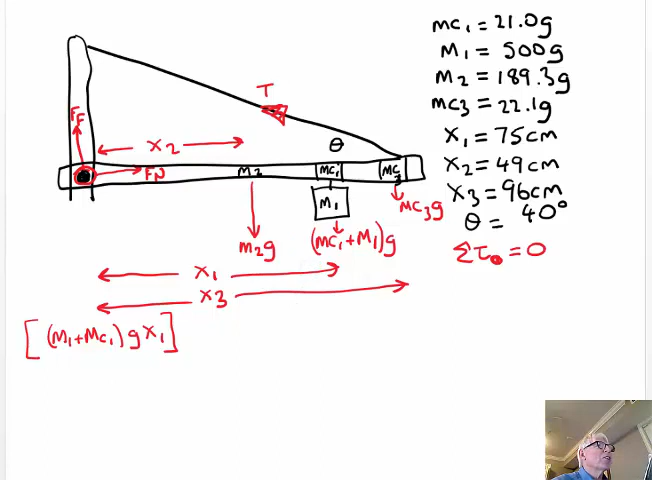 mc₁ = 21.0g
M₁ = 500g
M₂ = 189.3g
mc3 = 22.1g
X₁ = 75cm
X₂ = 49cm
X₃ = 96cm
θ = 40°
Στo = 0
T
FF
θ
X₂
FN
M₂
MC₁
MC3
M₁
MC₃g
m₂g
(MC₁+M₁)g
X₁
X₃
[(M₁+MC₁)gX₁]